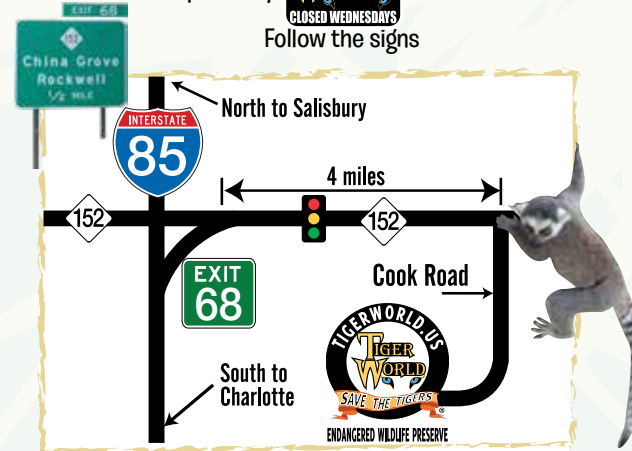 EXIT 68
152
China Grove
Rockwell
1/2 MILE
CLOSED WEDNESDAYS
Follow the signs
North to Salisbury
INTERSTATE
85
4 miles
152
152
EXIT
68
Cook Road
South to
Charlotte
TIGERWORLD.US
TIGER
WORLD
SAVE THE TIGERS
®
ENDANGERED WILDLIFE PRESERVE